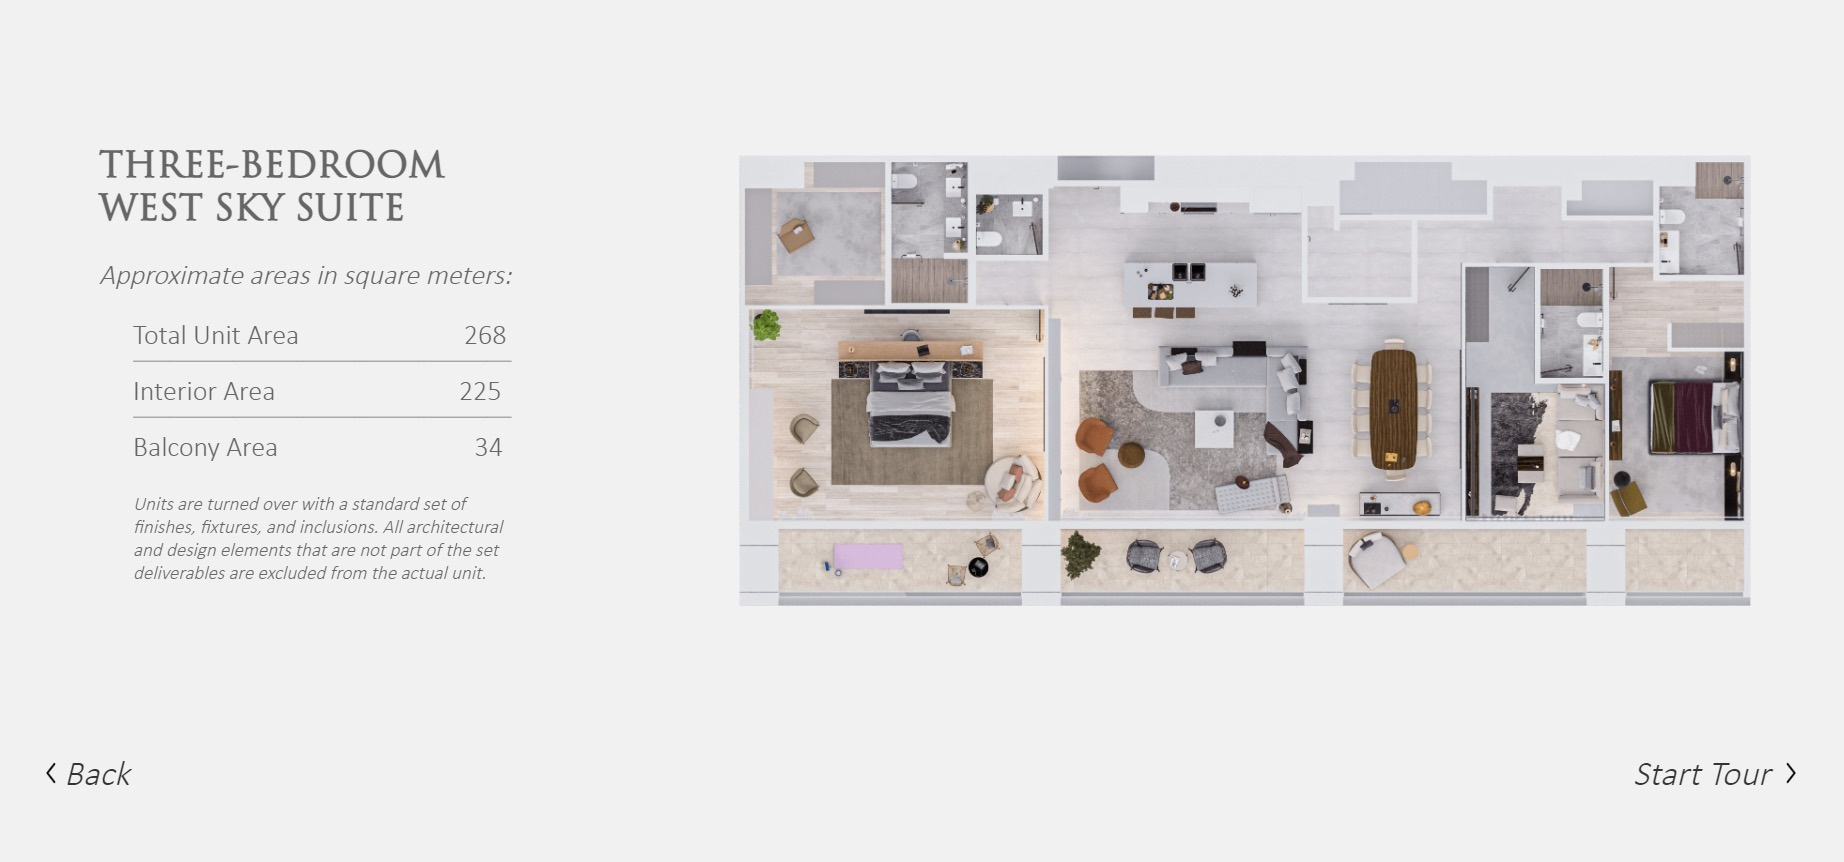 THREE-BEDROOM
WEST SKY SUITE
Approximate areas in square meters:
Total Unit Area 268
Interior Area 225
Balcony Area 34
Units are turned over with a standard set of
finishes, fixtures, and inclusions. All architectural
and design elements that are not part of the set
deliverables are excluded from the actual unit.
Back
Start Tour